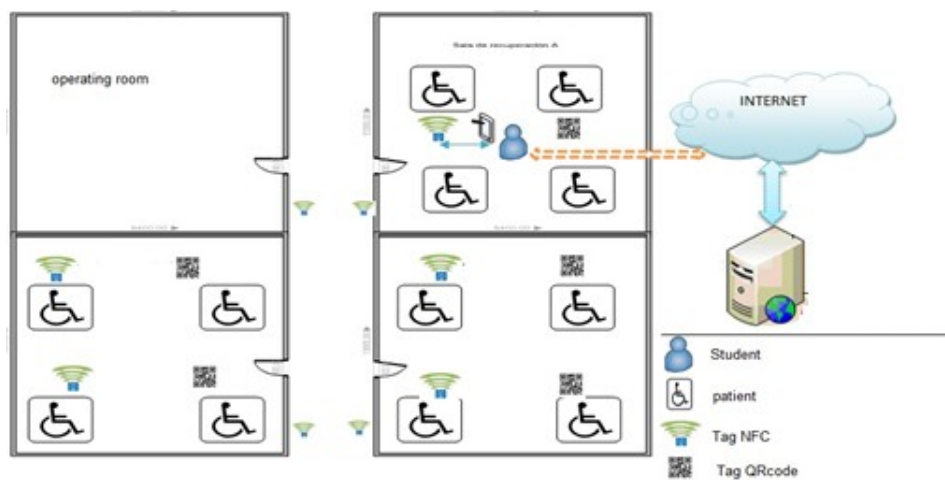 Sala de recuperación A
operating room
INTERNET
Student
patient
Tag NFC
Tag QRcode